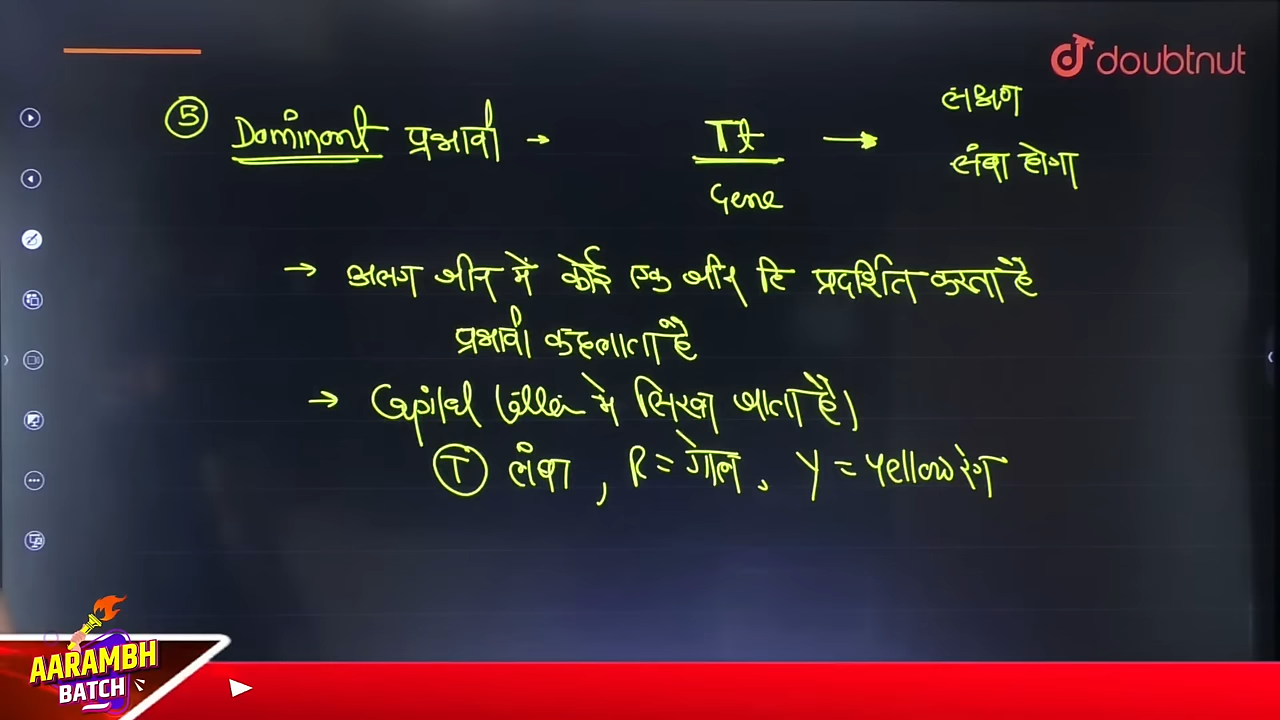 doubtnut
⑤ Dominant प्रभावी → Tt → लक्षण
Gene लंबा होगा
→ अलग जीन में कोई एक जीन हि प्रदर्शित करता है
प्रभावी कहलाता है
→ Capital Letter में लिखा जाता है।
Ⓣ लंबा, R = गोल, Y = Yellow रंग
AARAMBH
BATCH